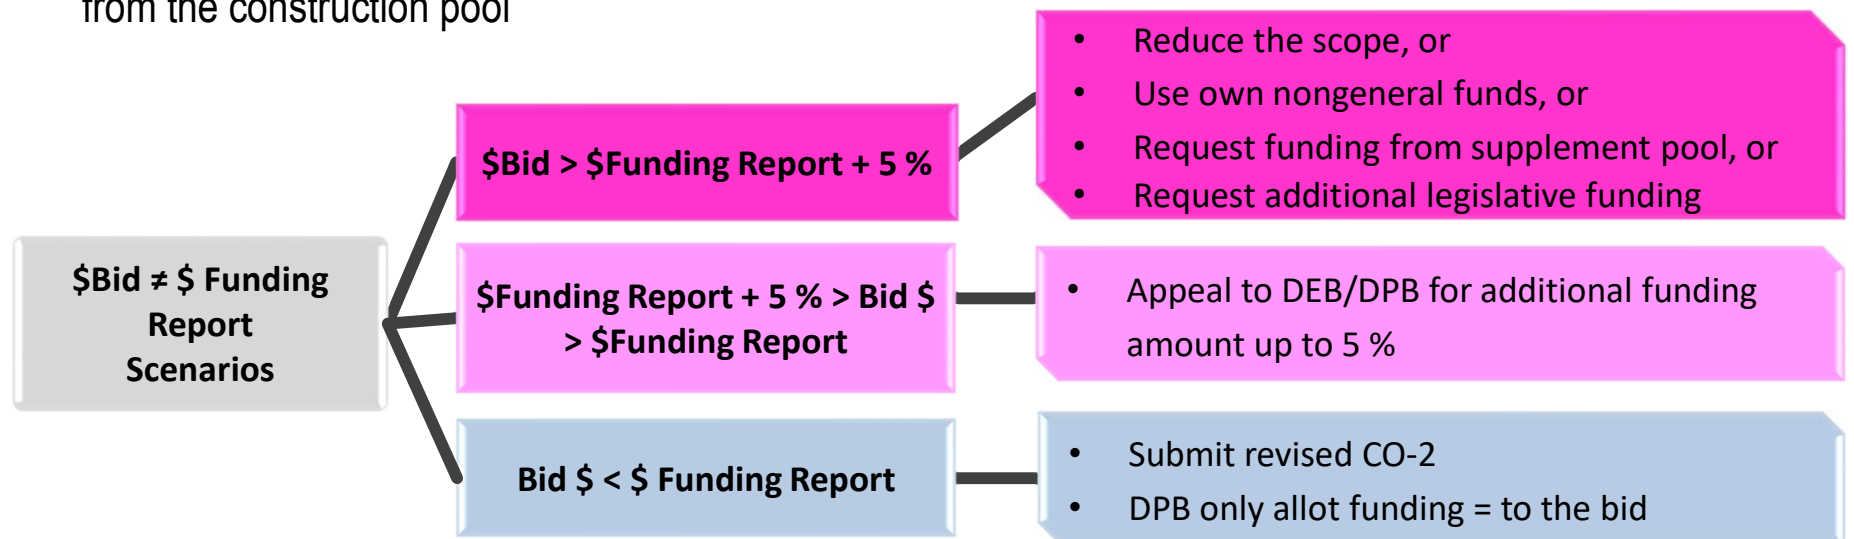 from the construction pool
$Bid ≠ $ Funding
Report
Scenarios
$Bid > $Funding Report + 5 %
• Reduce the scope, or
• Use own nongeneral funds, or
• Request funding from supplement pool, or
• Request additional legislative funding
$Funding Report + 5 % > Bid $
> $Funding Report
• Appeal to DEB/DPB for additional funding
amount up to 5 %
Bid $ < $ Funding Report
• Submit revised CO-2
• DPB only allot funding = to the bid